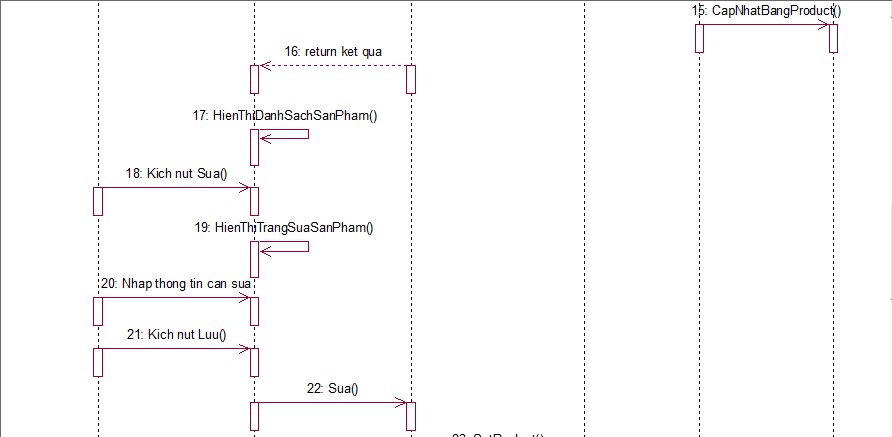 15: CapNhatBangProduct()
16: return ket qua
17: HienThiDanhSachSanPham()
18: Kich nut Sua()
19: HienThiTrangSuaSanPham()
20: Nhap thong tin can sua
21: Kich nut Luu()
22: Sua()